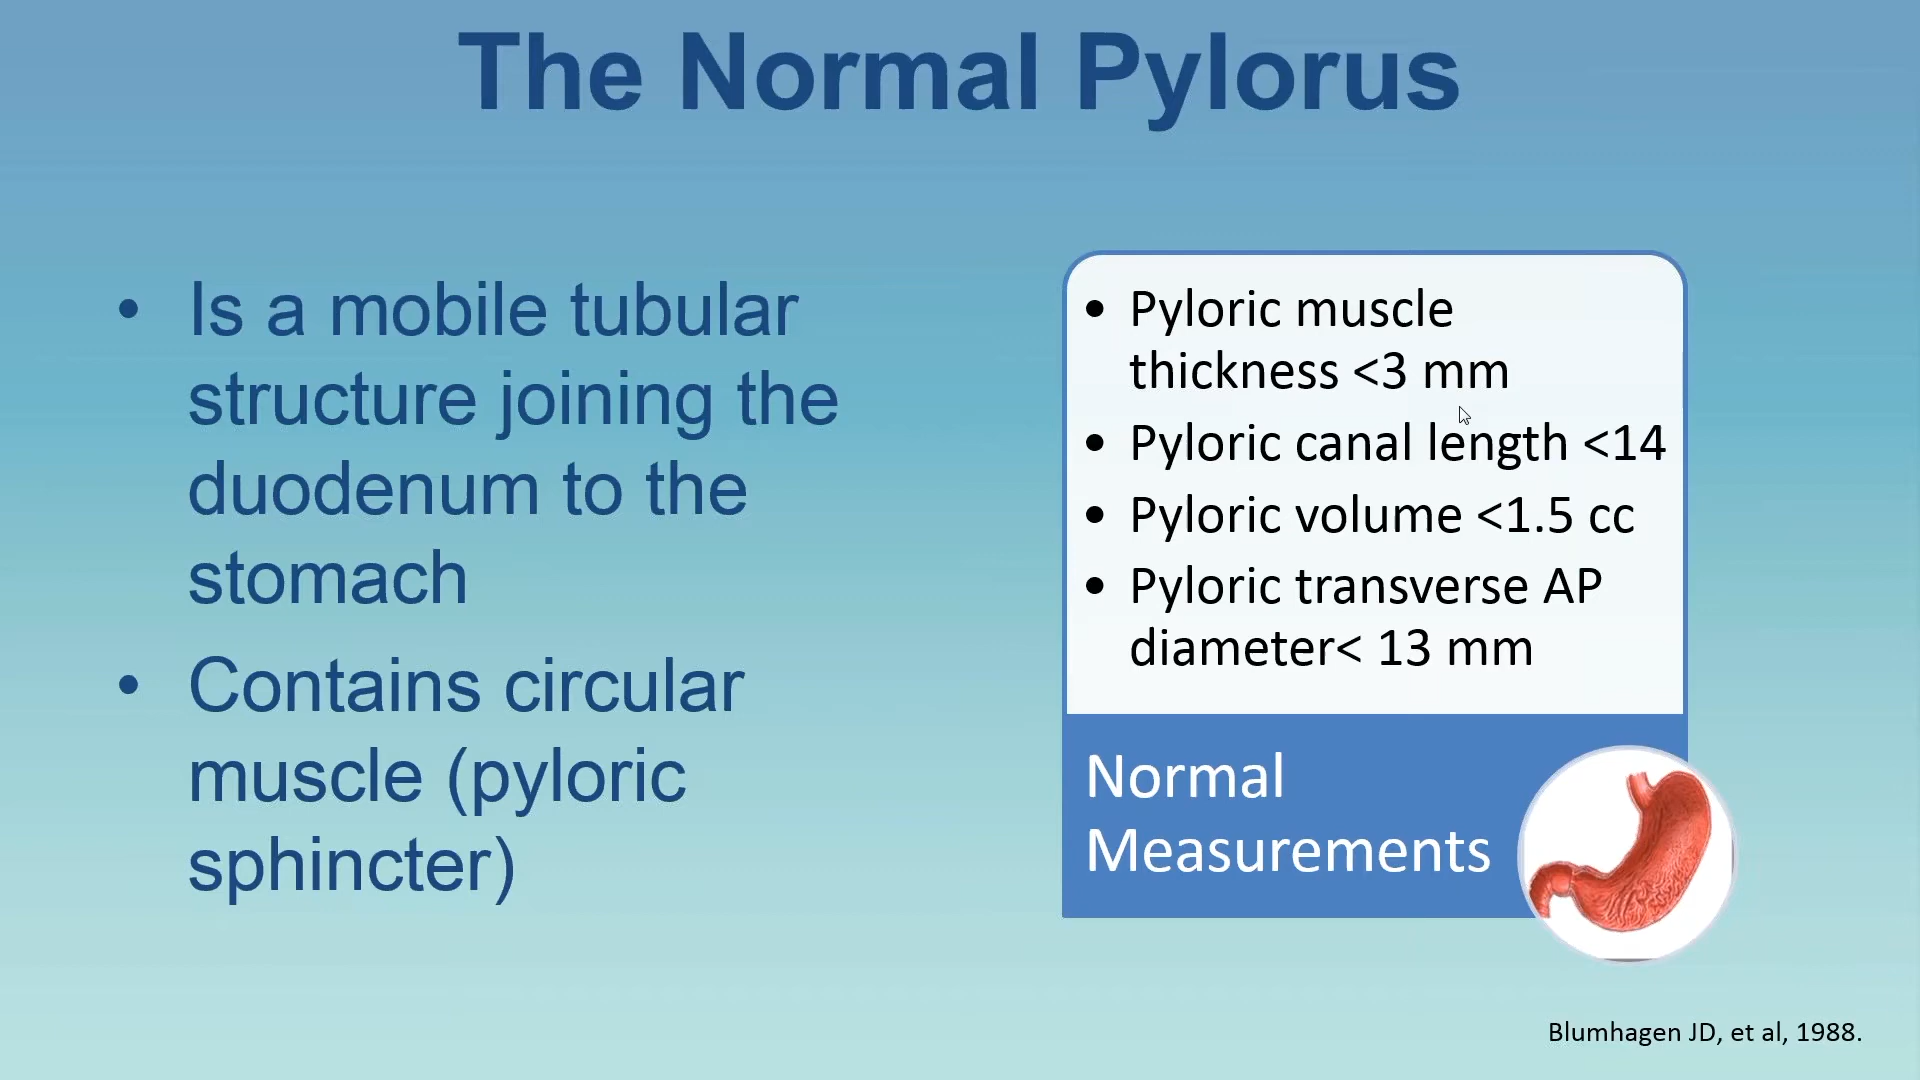 The Normal Pylorus
• Is a mobile tubular
structure joining the
duodenum to the
stomach
• Contains circular
muscle (pyloric
sphincter)
• Pyloric muscle
thickness <3 mm
• Pyloric canal length <14
• Pyloric volume <1.5 cc
• Pyloric transverse AP
diameter< 13 mm
Normal
Measurements
Blumhagen JD, et al, 1988.